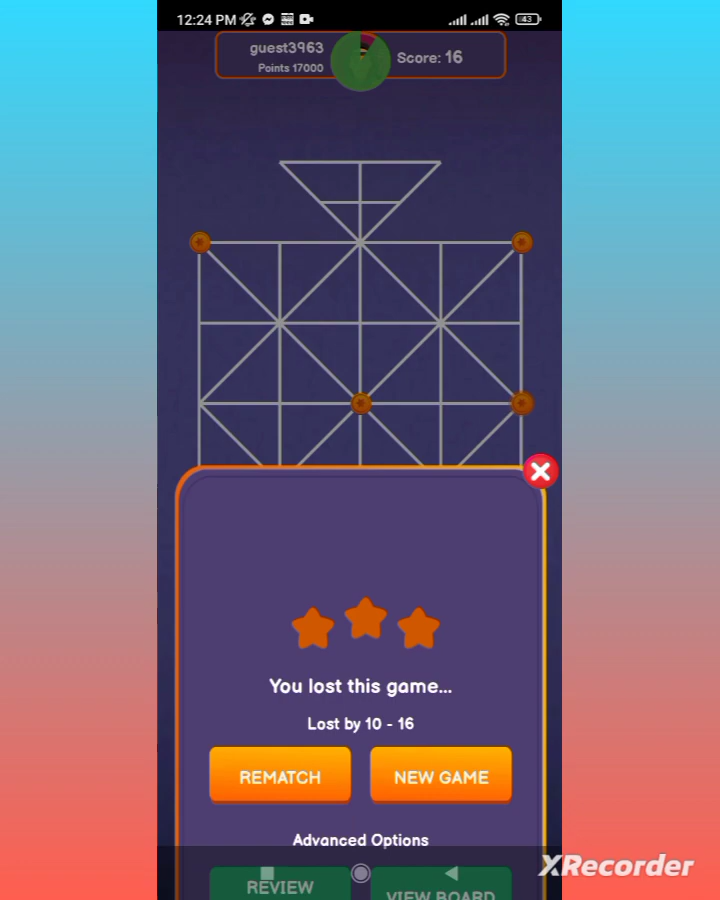 12:24 PM
43
guest3963
Points 17000
Score: 16
You lost this game...
Lost by 10 - 16
REMATCH
NEW GAME
Advanced Options
REVIEW
VIEW BOARD
XRecorder